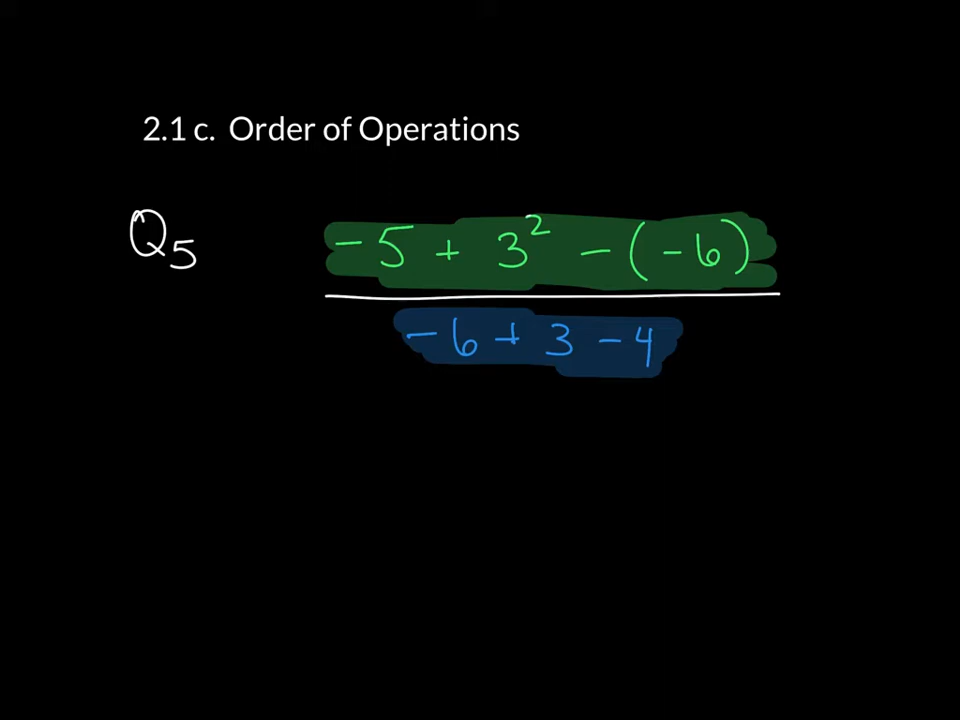 2.1 c. Order of Operations
Q5
-5 + 3² - (-6)
-6 + 3 - 4